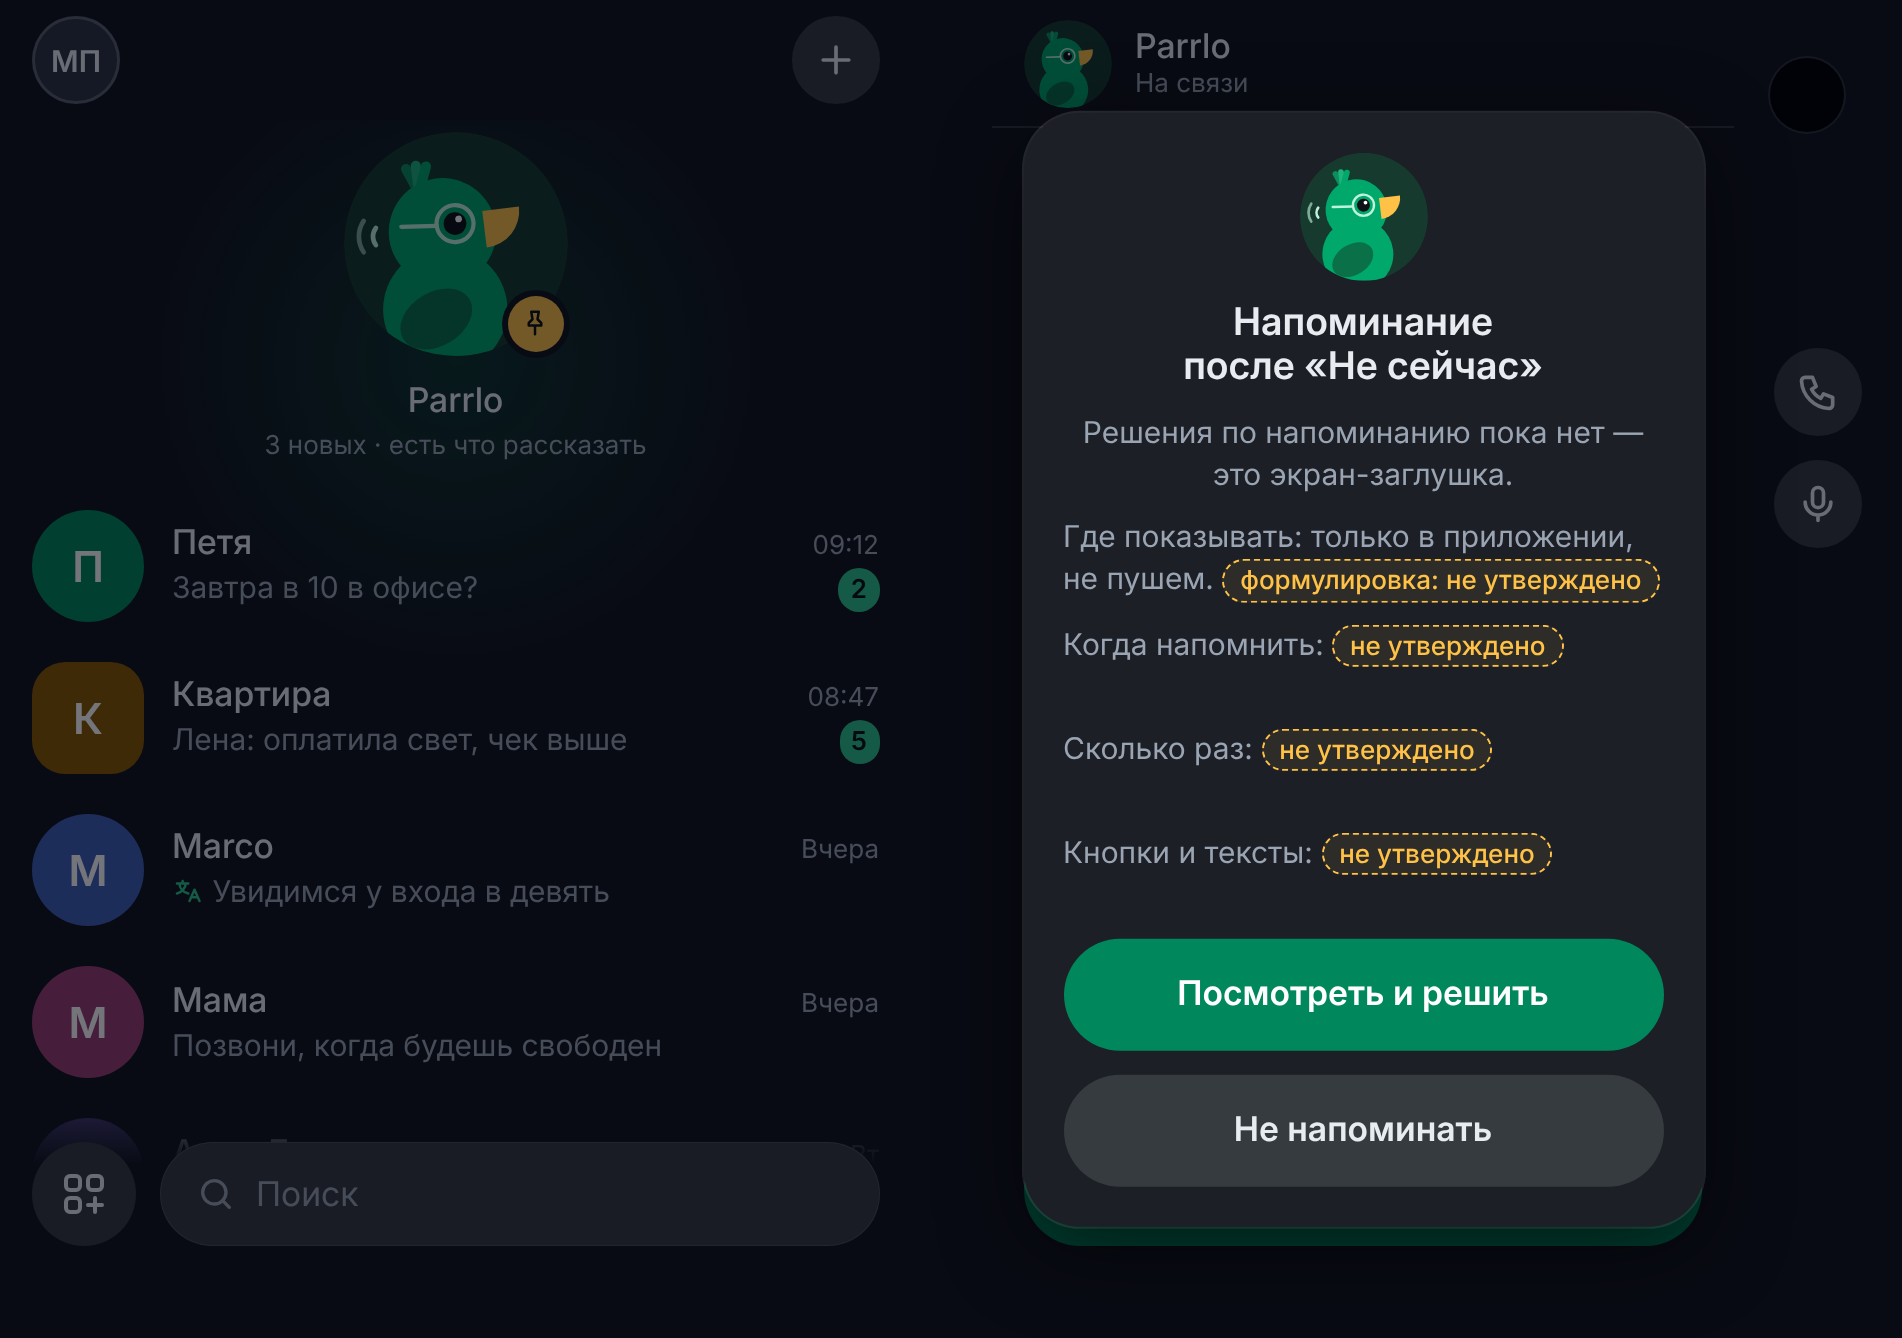 МП
Parrlo
3 новых · есть что рассказать
П
Петя
09:12
Завтра в 10 в офисе?
2
К
Квартира
08:47
Лена: оплатила свет, чек выше
5
M
Marco
Вчера
Увидимся у входа в девять
М
Мама
Вчера
Позвони, когда будешь свободен
Поиск
Parrlo
На связи
Напоминание
после «Не сейчас»
Решения по напоминанию пока нет —
это экран-заглушка.
Где показывать: только в приложении,
не пушем. формулировка: не утверждено
Когда напомнить: не утверждено
Сколько раз: не утверждено
Кнопки и тексты: не утверждено
Посмотреть и решить
Не напоминать